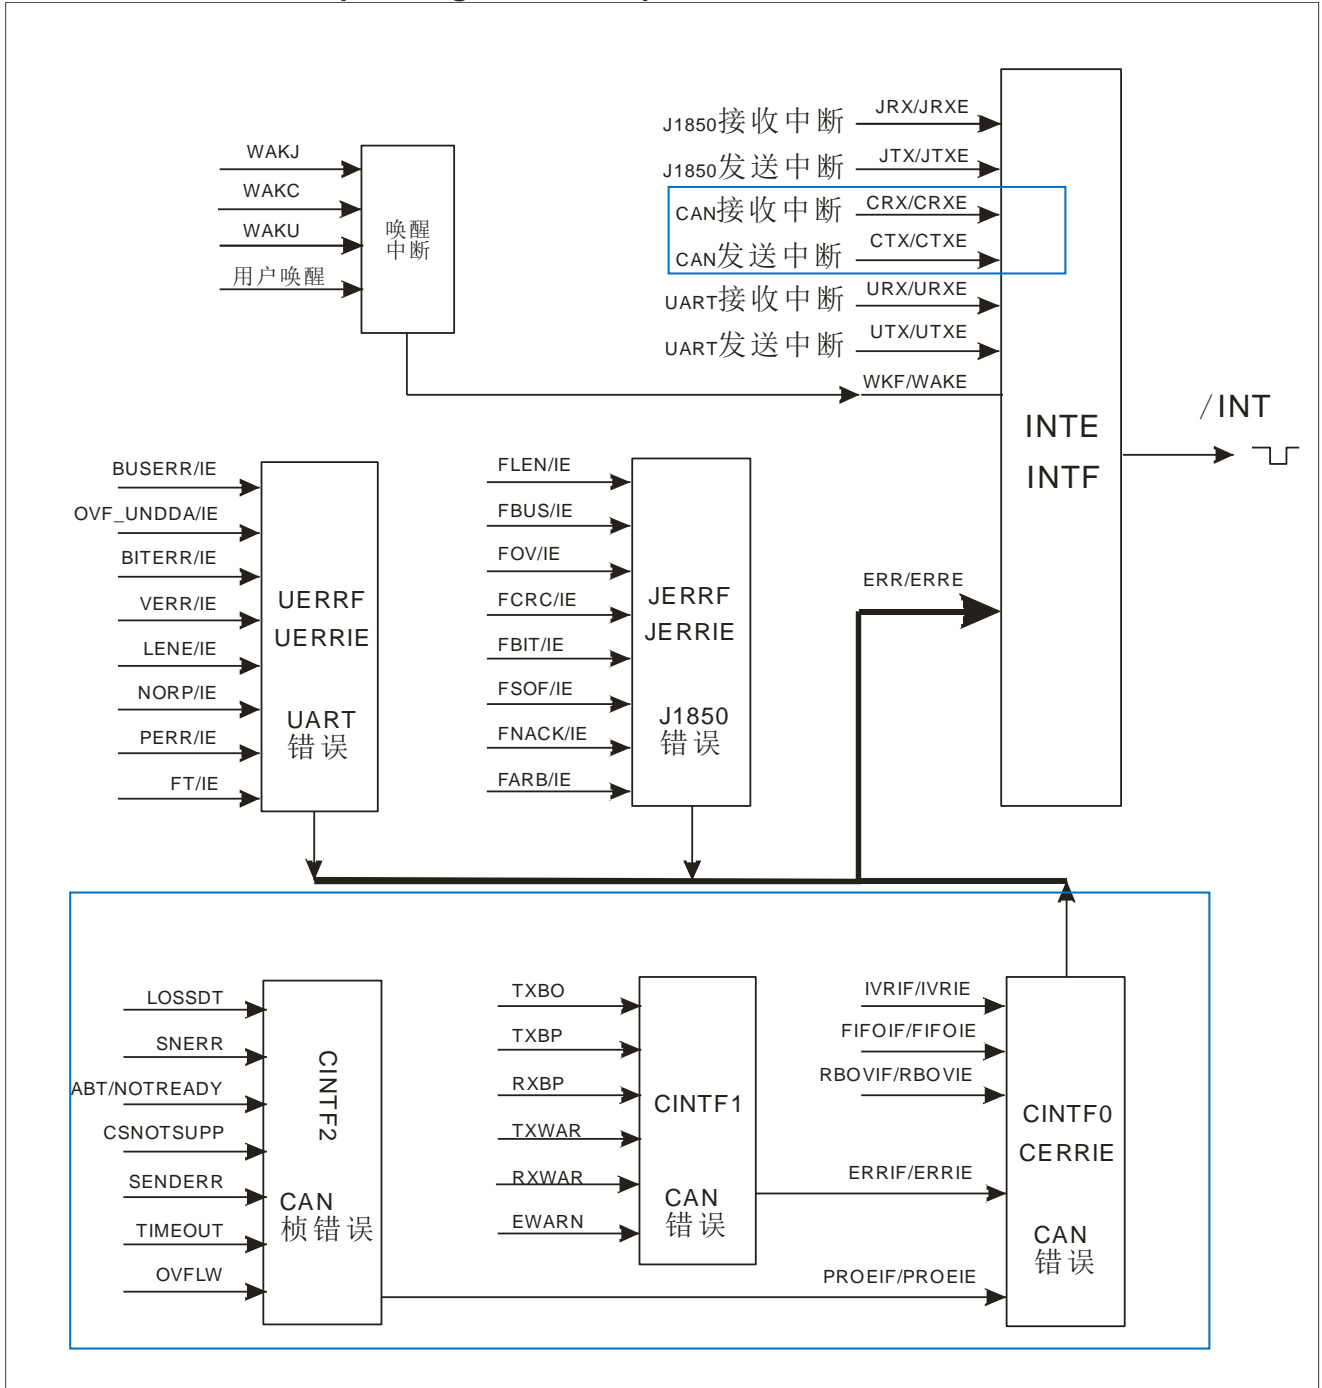 J1850接收中断 JRX/JRXE
J1850发送中断 JTX/JTXE
CAN接收中断 CRX/CRXE
CAN发送中断 CTX/CTXE
UART接收中断 URX/URXE
UART发送中断 UTX/UTXE
WKF/WAKE
WAKJ
WAKC
WAKU
用户唤醒
唤醒
中断
INTE
INTF
/INT
BUSERR/IE
OVF_UNDDA/IE
BITERR/IE
VERR/IE
LENE/IE
NORP/IE
PERR/IE
FT/IE
UERRF
UERRIE
UART
错误
FLEN/IE
FBUS/IE
FOV/IE
FCRC/IE
FBIT/IE
FSOF/IE
FNACK/IE
FARB/IE
JERRF
JERRIE
J1850
错误
ERR/ERRE
LOSSDT
SNERR
ABT/NOTREADY
CSNOTSUPP
SENDERR
TIMEOUT
OVFLW
CINTF2
CAN
桢错误
TXBO
TXBP
RXBP
TXWAR
RXWAR
EWARN
CINTF1
CAN
错误
IVRIF/IVRIE
FIFOIF/FIFOIE
RBOVIF/RBOVIE
ERRIF/ERRIE
PROEIF/PROEIE
CINTF0
CERRIE
CAN
错误